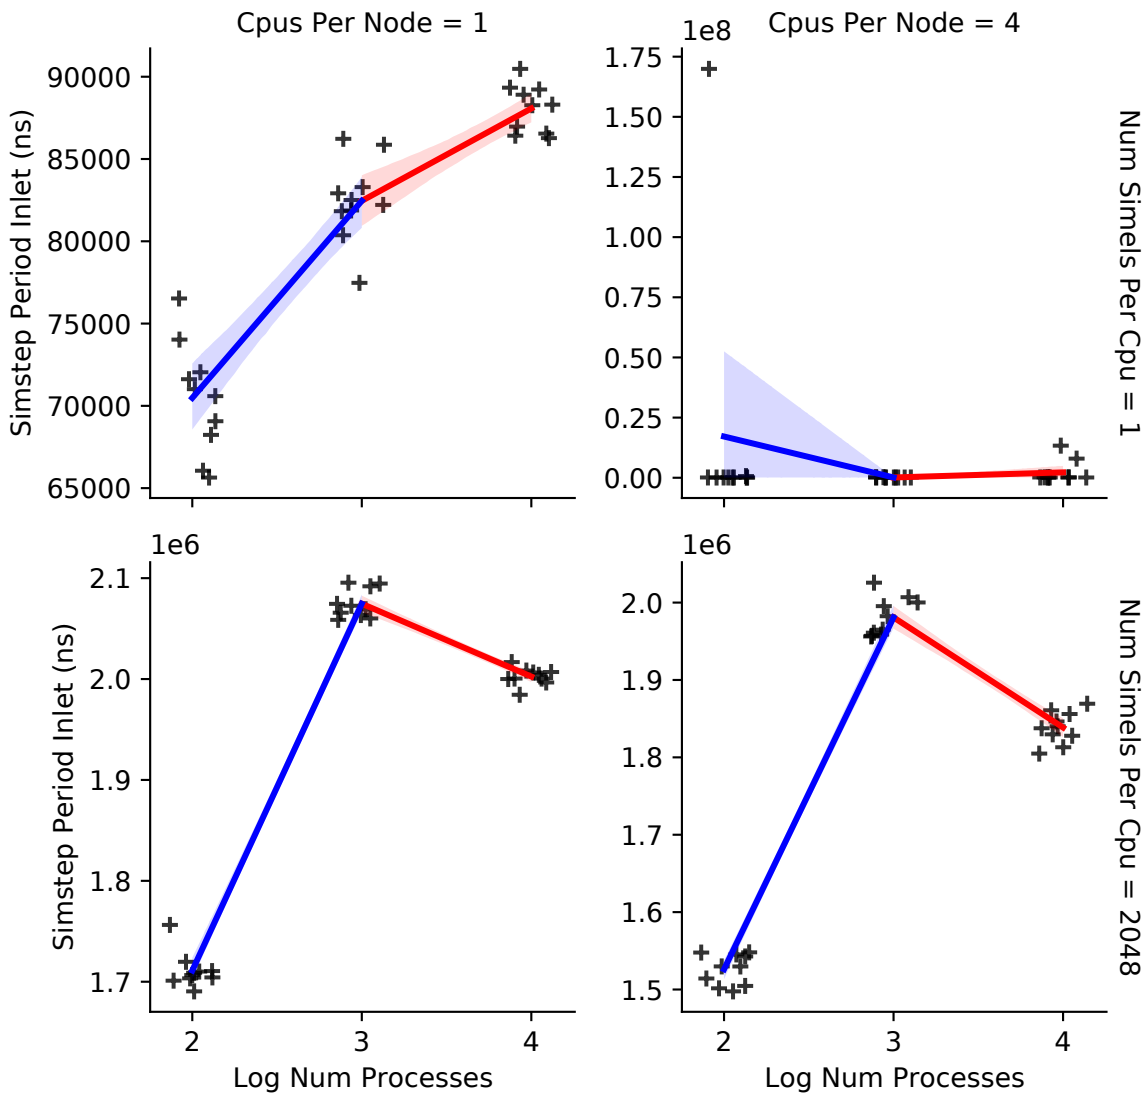 Cpus Per Node = 1
Cpus Per Node = 4
1e8
90000
85000
80000
75000
70000
65000
Simstep Period Inlet (ns)
1.75
1.50
1.25
1.00
0.75
0.50
0.25
0.00
Num Simels Per Cpu = 1
1e6
2.1
2.0
1.9
1.8
1.7
Simstep Period Inlet (ns)
2
3
4
Log Num Processes
1e6
2.0
1.9
1.8
1.7
1.6
1.5
2
3
4
Log Num Processes
Num Simels Per Cpu = 2048